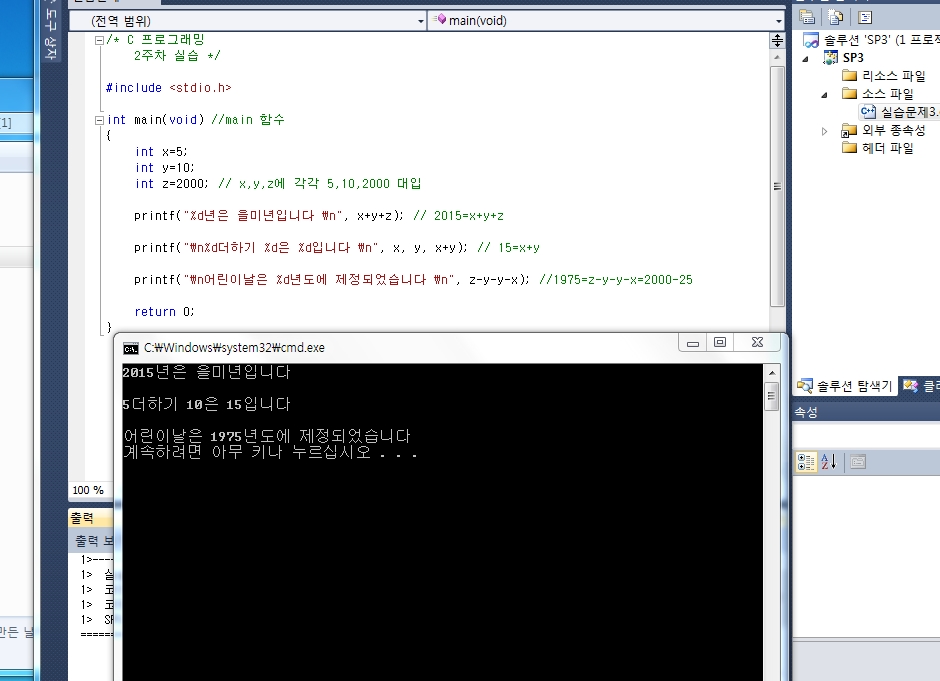 도구 상자
[1]
만든 날
(전역 범위)
main(void)
/* C 프로그래밍
2주차 실습 */
#include <stdio.h>
int main(void) //main 함수
{
int x=5;
int y=10;
int z=2000; // x,y,z에 각각 5,10,2000 대입
printf("%d년은 을미년입니다 ₩n", x+y+z); // 2015=x+y+z
printf("₩n%d더하기 %d은 %d입니다 ₩n", x, y, x+y); // 15=x+y
printf("₩n어린이날은 %d년도에 제정되었습니다 ₩n", z-y-y-x); //1975=z-y-y-x=2000-25
return 0;
}
C:₩Windows₩system32₩cmd.exe
2015년은 을미년입니다
5더하기 10은 15입니다
어린이날은 1975년도에 제정되었습니다
계속하려면 아무 키나 누르십시오 . . .
100 %
출력
출력 보
1>----
1>
1>
1>
1> SP
=====
솔루션 'SP3' (1 프로젝
SP3
리소스 파일
소스 파일
실습문제3.
외부 종속성
헤더 파일
솔루션 탐색기
클래
속성